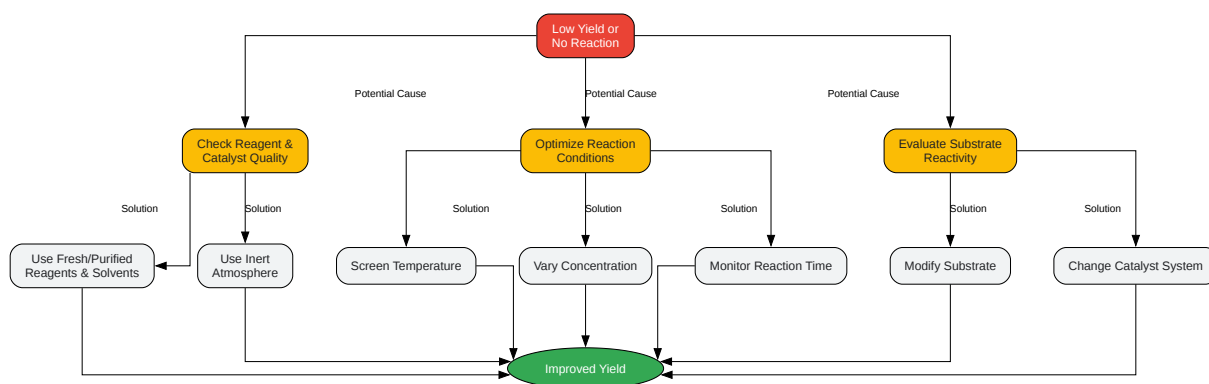 Low Yield or
No Reaction
Potential Cause
Potential Cause
Potential Cause
Check Reagent &
Catalyst Quality
Optimize Reaction
Conditions
Evaluate Substrate
Reactivity
Solution
Solution
Solution
Solution
Solution
Solution
Solution
Use Fresh/Purified
Reagents & Solvents
Use Inert
Atmosphere
Screen Temperature
Vary Concentration
Monitor Reaction Time
Modify Substrate
Change Catalyst System
Improved Yield